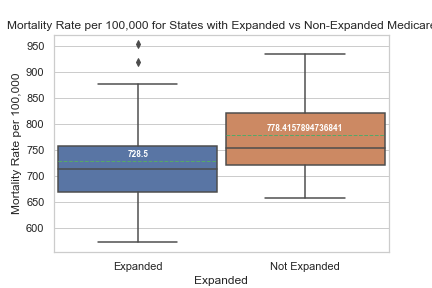 Mortality Rate per 100,000 for States with Expanded vs Non-Expanded Medicare
Mortality Rate per 100,000
950
900
850
800
750
700
650
600
728.5
778.4157894736841
Expanded
Not Expanded
Expanded